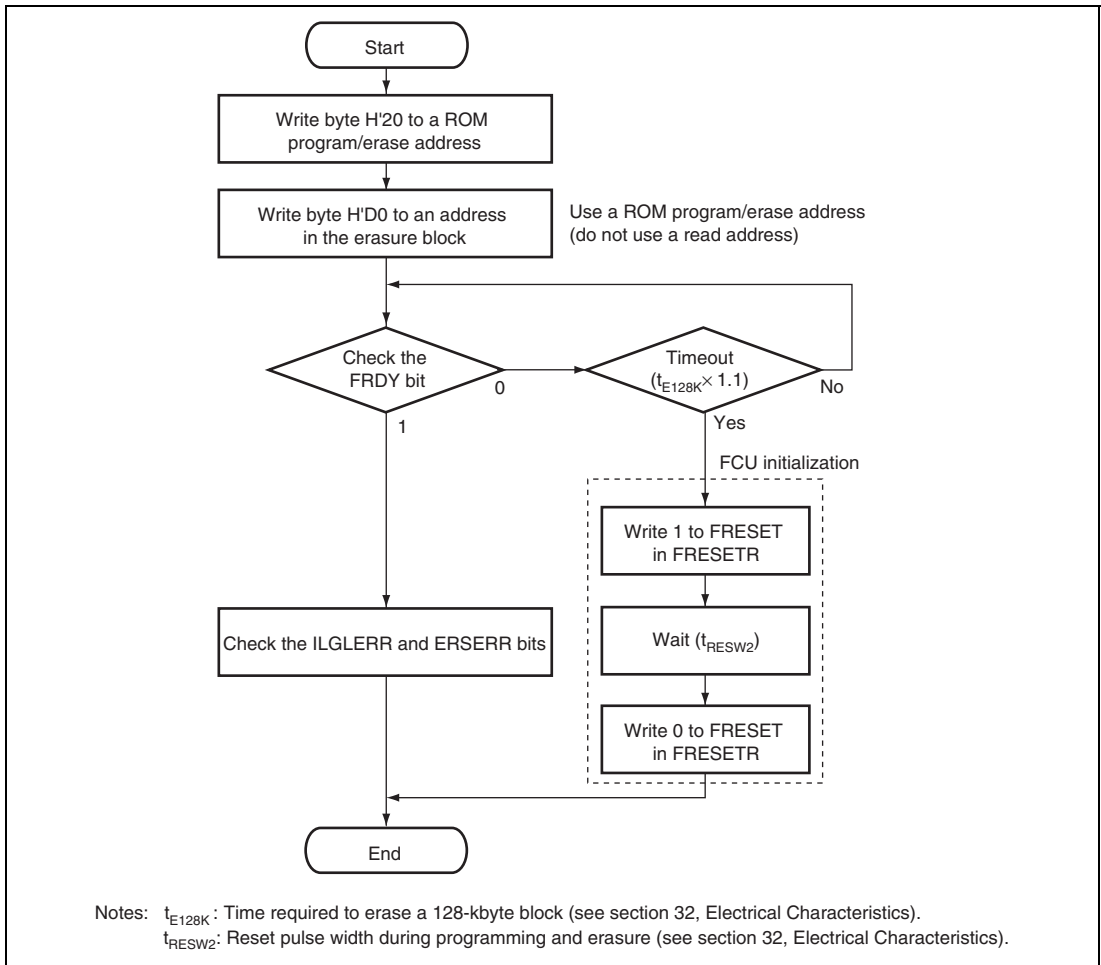 Start
Write byte H'20 to a ROM
program/erase address
Write byte H'D0 to an address
in the erasure block
Use a ROM program/erase address
(do not use a read address)
Check the
FRDY bit
0
1
Timeout
(tE128K× 1.1)
No
Yes
FCU initialization
Write 1 to FRESET
in FRESETR
Wait (tRESW2)
Write 0 to FRESET
in FRESETR
Check the ILGLERR and ERSERR bits
End
Notes: tE128K : Time required to erase a 128-kbyte block (see section 32, Electrical Characteristics).
tRESW2: Reset pulse width during programming and erasure (see section 32, Electrical Characteristics).